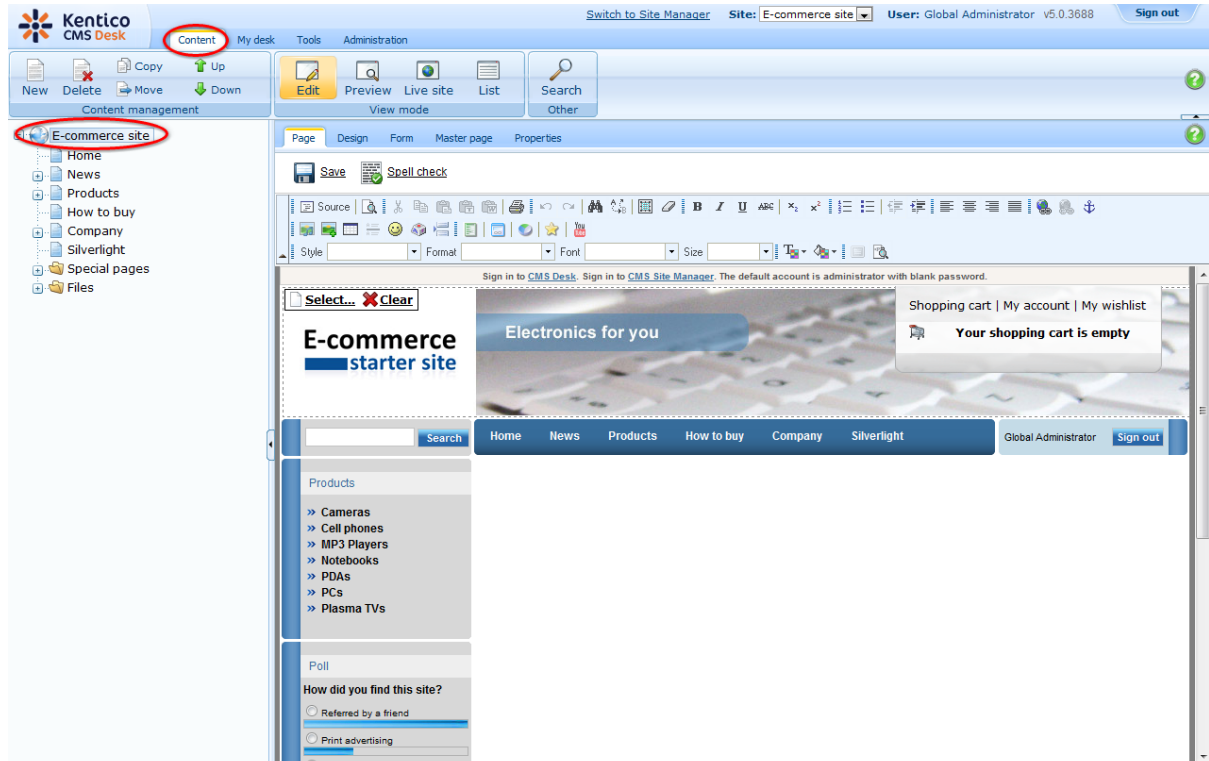 Kentico
CMS Desk
Switch to Site Manager Site: E-commerce site User: Global Administrator v5.0.3688 Sign out
Content My desk Tools Administration
New Delete Copy Move Up Down
Content management
Edit Preview Live site List
View mode
Search
Other
E-commerce site
Home
News
Products
How to buy
Company
Silverlight
Special pages
Files
Page Design Form Master page Properties
Save Spell check
Source
Style Format Font Size
Sign in to CMS Desk. Sign in to CMS Site Manager. The default account is administrator with blank password.
Select... Clear
E-commerce
starter site
Electronics for you
Shopping cart | My account | My wishlist
Your shopping cart is empty
Search Home News Products How to buy Company Silverlight Global Administrator Sign out
Products
» Cameras
» Cell phones
» MP3 Players
» Notebooks
» PDAs
» PCs
» Plasma TVs
Poll
How did you find this site?
Referred by a friend
Print advertising